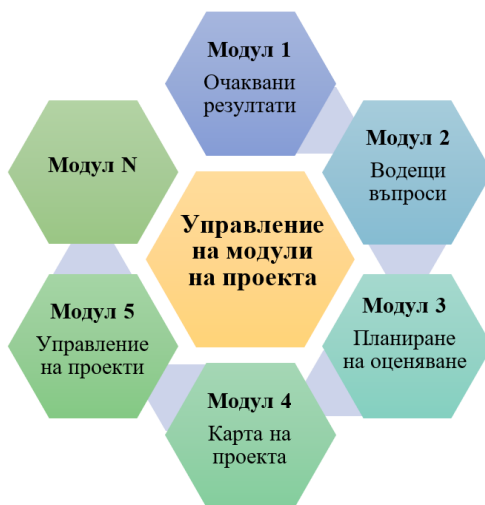 Модул 1
Очаквани
резултати
Модул 2
Водещи
въпроси
Модул N
Управление
на модули
на проекта
Модул 3
Планиране
на оценяване
Модул 5
Управление
на проекти
Модул 4
Карта на
проекта